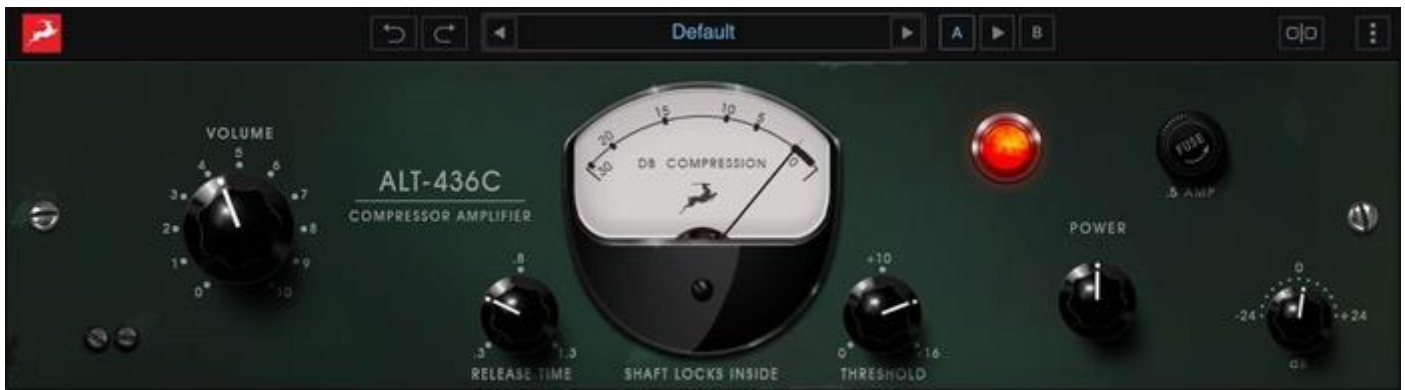 Default
A
B
VOLUME
0 1 2 3 4 5 6 7 8 9 10
ALT-436C
COMPRESSOR AMPLIFIER
30 20 15 10 5 0
DB COMPRESSION
FUSE
.5 AMP
POWER
.8
.3 1.3
RELEASE TIME
SHAFT LOCKS INSIDE
+10
0 16
THRESHOLD
0
-24 +24
dB